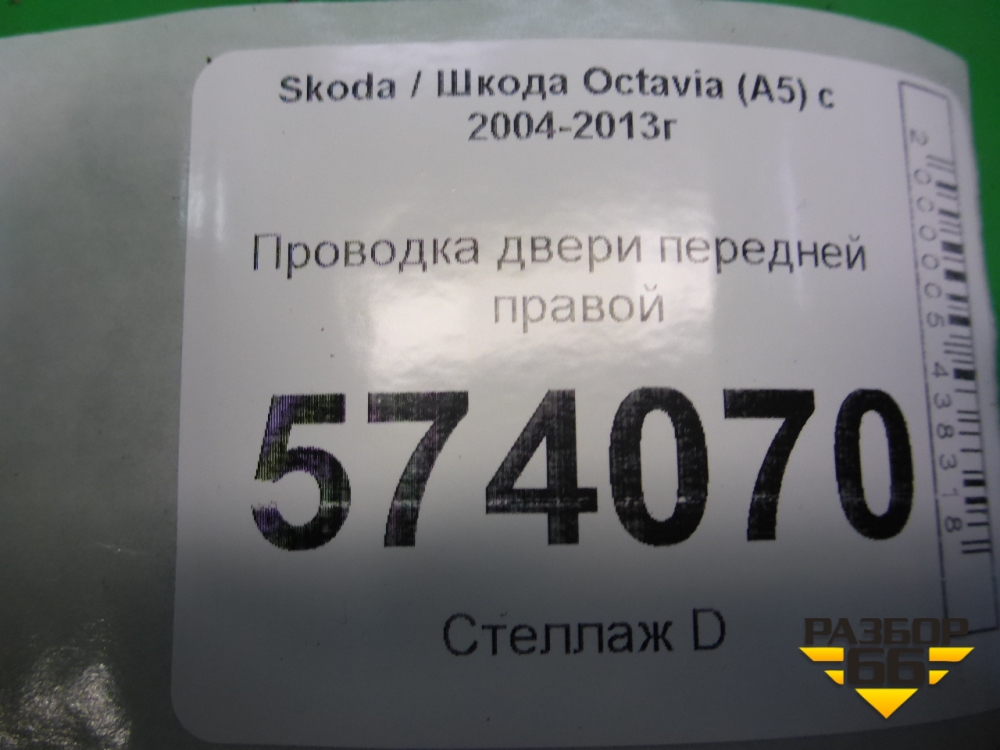 Skoda / Шкода Octavia (A5) с
2004-2013г
Проводка двери передней
правой
574070
Стеллаж D
2000005438318
РАЗБОР
66